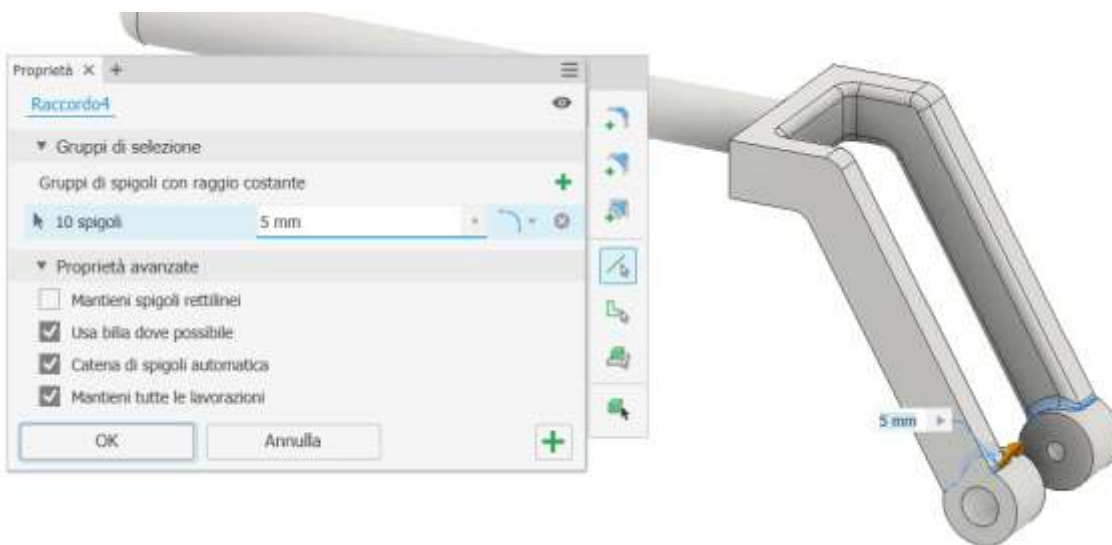 Proprietà × +
Raccordo4
Gruppi di selezione
Gruppi di spigoli con raggio costante
10 spigoli 5 mm
Proprietà avanzate
Mantieni spigoli rettilinei
Usa bilia dove possibile
Catena di spigoli automatica
Mantieni tutte le lavorazioni
OK Annulla
5 mm